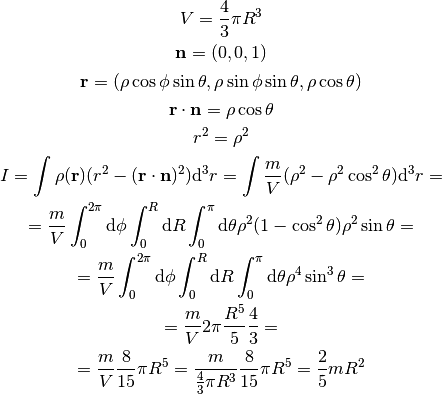 V = \frac{4}{3}\pi R^3
\mathbf{n} = (0, 0, 1)
\mathbf{r} = (\rho \cos\phi \sin\theta, \rho \sin\phi \sin\theta, \rho \cos\theta)
\mathbf{r} \cdot \mathbf{n} = \rho \cos\theta
r^2 = \rho^2
I = \int \rho(\mathbf{r})(r^2 - (\mathbf{r} \cdot \mathbf{n})^2)\mathrm{d}^3 r = \int \frac{m}{V}(\rho^2 - \rho^2 \cos^2\theta)\mathrm{d}^3 r =
= \frac{m}{V} \int_0^{2\pi} \mathrm{d}\phi \int_0^R \mathrm{d}R \int_0^\pi \mathrm{d}\theta \rho^2 (1 - \cos^2\theta)\rho^2 \sin\theta =
= \frac{m}{V} \int_0^{2\pi} \mathrm{d}\phi \int_0^R \mathrm{d}R \int_0^\pi \mathrm{d}\theta \rho^4 \sin^3\theta =
= \frac{m}{V} 2\pi \frac{R^5}{5} \frac{4}{3} =
= \frac{m}{V} \frac{8}{15} \pi R^5 = \frac{m}{\frac{4}{3}\pi R^3} \frac{8}{15} \pi R^5 = \frac{2}{5} m R^2